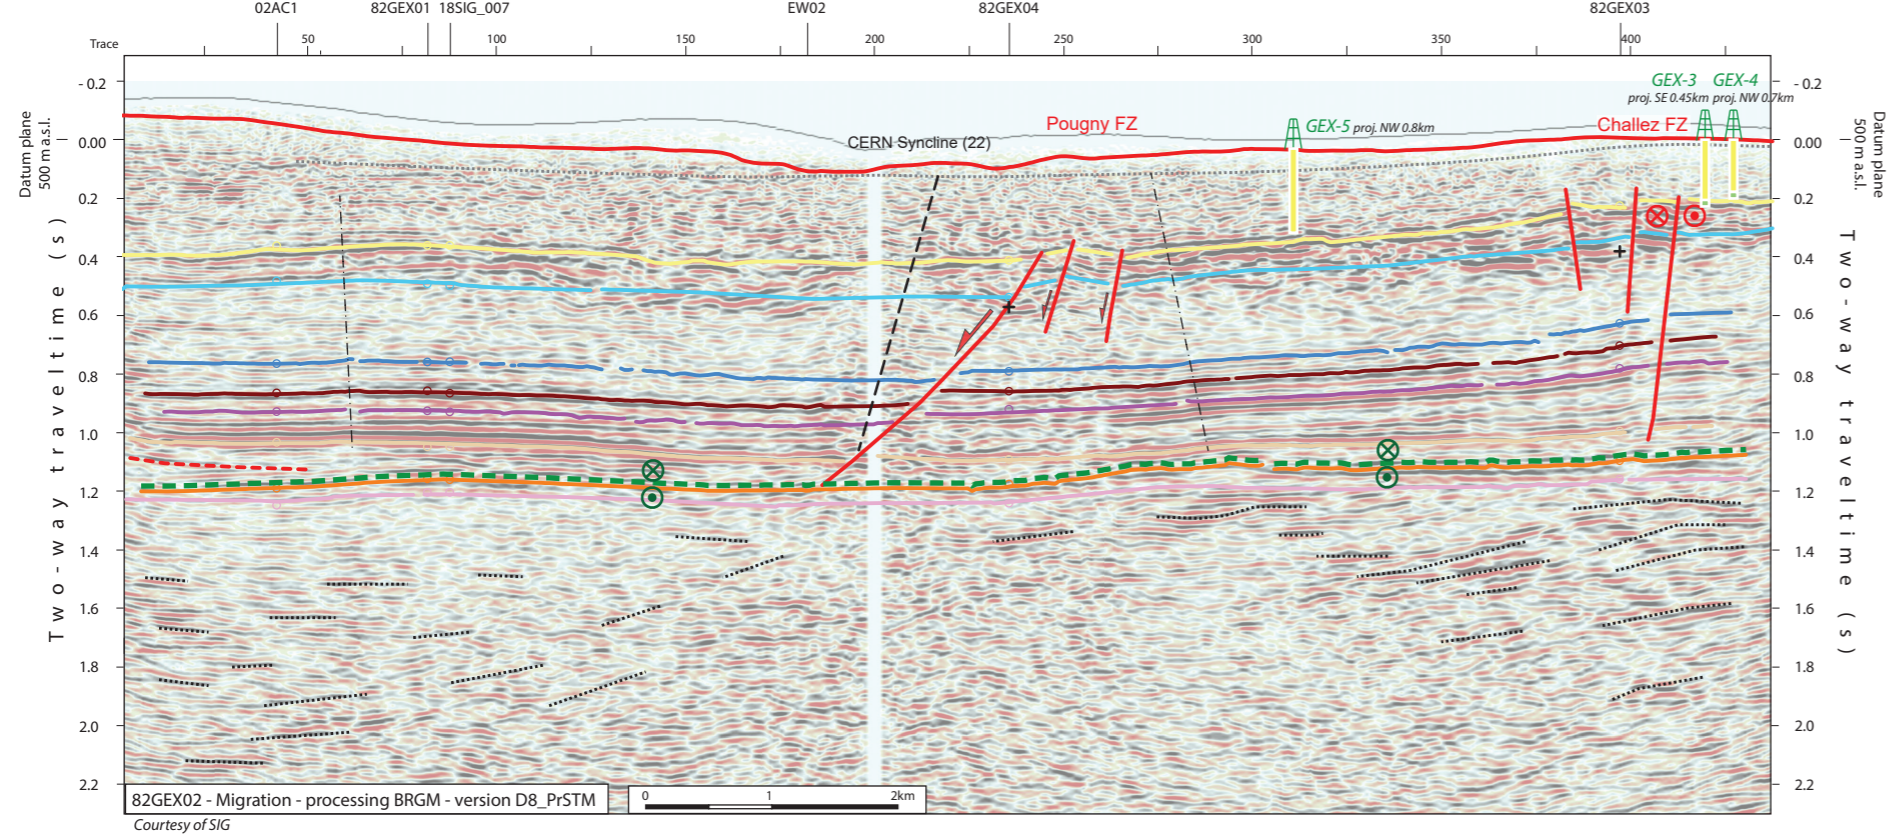 02AC1 82GEX01 18SIG_007 EW02 82GEX04 82GEX03
Trace 50 100 150 200 250 300 350 400
GEX-3 GEX-4
proj. SE 0.45km proj. NW 0.7km
- 0.2 - 0.2
Pougny FZ
GEX-5 proj. NW 0.8km
Challez FZ
CERN Syncline (22)
0.00 0.00
Datum plane
500 m a.s.l.
Datum plane
500 m a.s.l.
0.2 0.2
0.4 0.4
0.6 0.6
0.8 0.8
1.0 1.0
1.2 1.2
1.4 1.4
1.6 1.6
1.8 1.8
2.0 2.0
2.2 2.2
Two-way traveltime (s)
Two-way traveltime (s)
82GEX02 - Migration - processing BRGM - version D8_PrSTM
0 1 2km
Courtesy of SIG